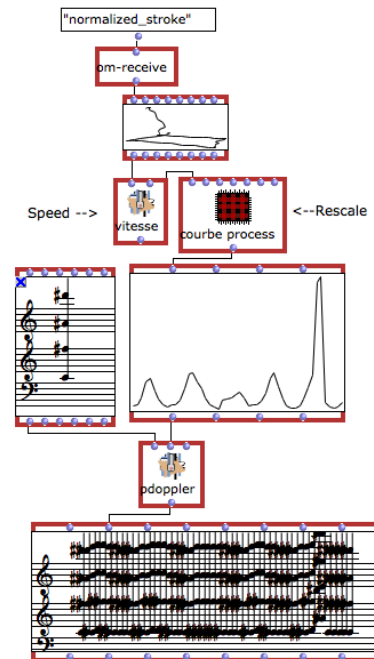 "normalized_stroke"
om-receive
Speed -->
vitesse
courbe process
<--Rescale
pdoppler